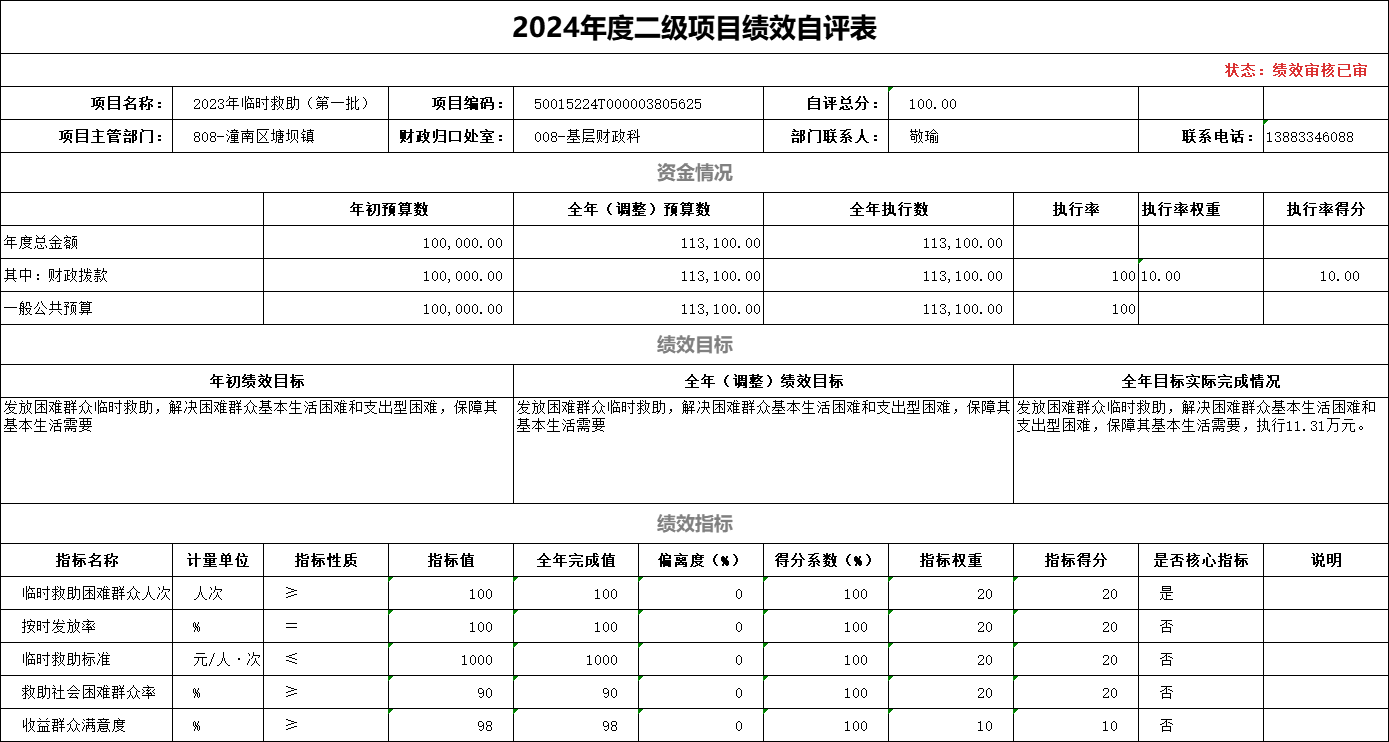 2024年度二级项目绩效自评表
状态：绩效审核已审
项目名称： 2023年临时救助（第一批） 项目编码： 50015224T000003805625 自评总分： 100.00
项目主管部门： 808-潼南区塘坝镇 财政归口处室： 008-基层财政科 部门联系人： 敬瑜 联系电话： 13883346088
资金情况
年初预算数 全年（调整）预算数 全年执行数 执行率 执行率权重 执行率得分
年度总金额 100,000.00 113,100.00 113,100.00
其中：财政拨款 100,000.00 113,100.00 113,100.00 100 10.00 10.00
一般公共预算 100,000.00 113,100.00 113,100.00 100
绩效目标
年初绩效目标 全年（调整）绩效目标 全年目标实际完成情况
发放困难群众临时救助，解决困难群众基本生活困难和支出型困难，保障其
基本生活需要
发放困难群众临时救助，解决困难群众基本生活困难和支出型困难，保障其
基本生活需要
发放困难群众临时救助，解决困难群众基本生活困难和
支出型困难，保障其基本生活需要，执行11.31万元。
绩效指标
指标名称 计量单位 指标性质 指标值 全年完成值 偏离度（%） 得分系数（%） 指标权重 指标得分 是否核心指标 说明
临时救助困难群众人次 人次 ≥ 100 100 0 100 20 20 是
按时发放率 % ＝ 100 100 0 100 20 20 否
临时救助标准 元/人·次 ≤ 1000 1000 0 100 20 20 否
救助社会困难群众率 % ≥ 90 90 0 100 20 20 否
收益群众满意度 % ≥ 98 98 0 100 10 10 否